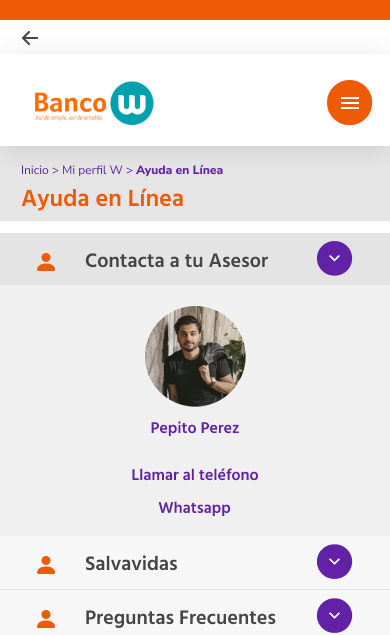 Banco W
Así de simple, así de amable
Inicio > Mi perfil W > Ayuda en Línea
Ayuda en Línea
Contacta a tu Asesor
Pepito Perez
Llamar al teléfono
Whatsapp
Salvavidas
Preguntas Frecuentes